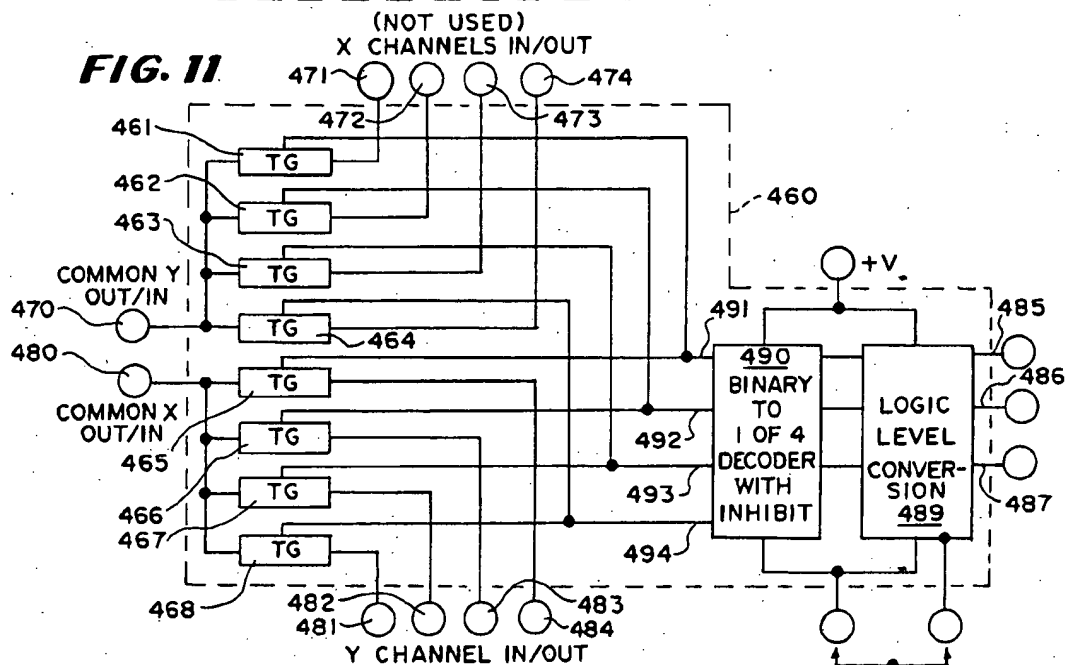 (NOT USED)
X CHANNELS IN/OUT
FIG. 11
471
472
473
474
461
TG
462
TG
463
TG
460
COMMON Y
OUT/IN
+V
470
TG
464
491
485
480
TG
490
BINARY
TO
1 OF 4
DECODER
WITH
INHIBIT
486
COMMON X
OUT/IN
492
LOGIC
LEVEL
CONVER-
SION
489
465
TG
466
TG
493
487
467
TG
494
468
482
481
483
484
Y CHANNEL IN/OUT